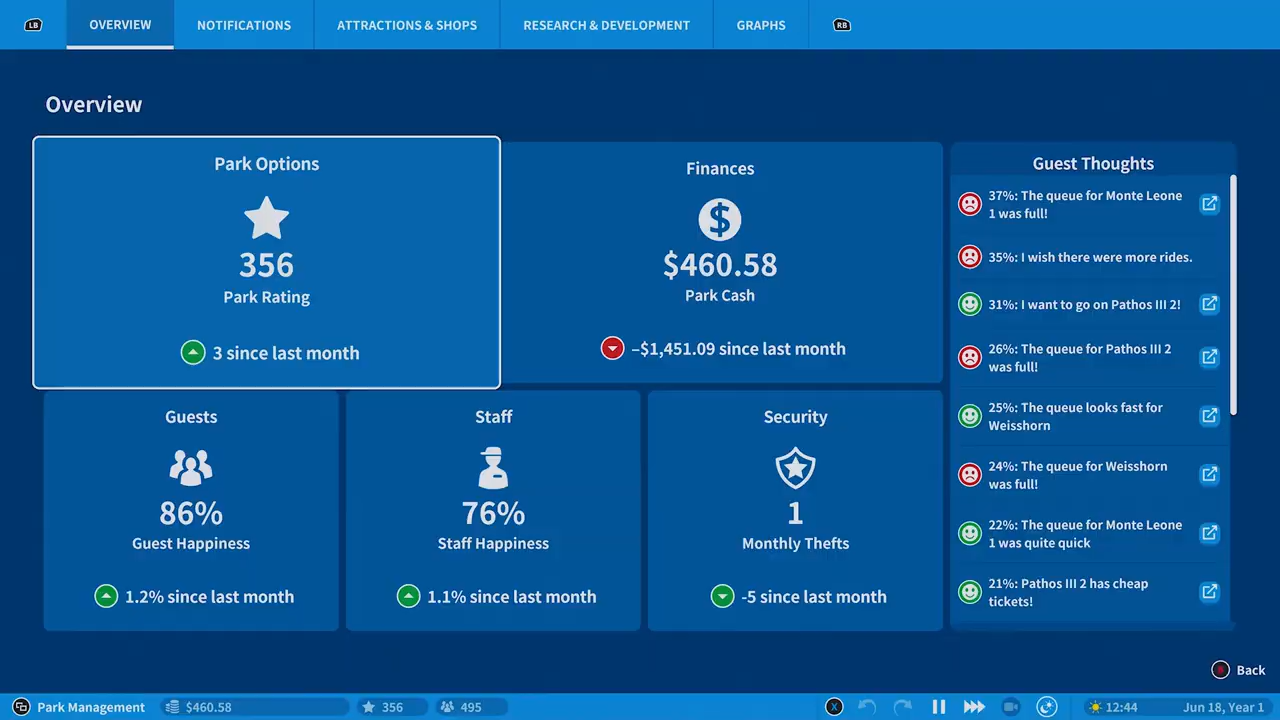 LB
OVERVIEW
NOTIFICATIONS
ATTRACTIONS & SHOPS
RESEARCH & DEVELOPMENT
GRAPHS
RB
Overview
Park Options
356
Park Rating
3 since last month
Finances
$
$460.58
Park Cash
–$1,451.09 since last month
Guests
86%
Guest Happiness
1.2% since last month
Staff
76%
Staff Happiness
1.1% since last month
Security
1
Monthly Thefts
-5 since last month
Guest Thoughts
37%: The queue for Monte Leone
1 was full!
35%: I wish there were more rides.
31%: I want to go on Pathos III 2!
26%: The queue for Pathos III 2
was full!
25%: The queue looks fast for
Weisshorn
24%: The queue for Weisshorn
was full!
22%: The queue for Monte Leone
1 was quite quick
21%: Pathos III 2 has cheap
tickets!
Back
Park Management
$460.58
356
495
X
12:44
Jun 18, Year 1